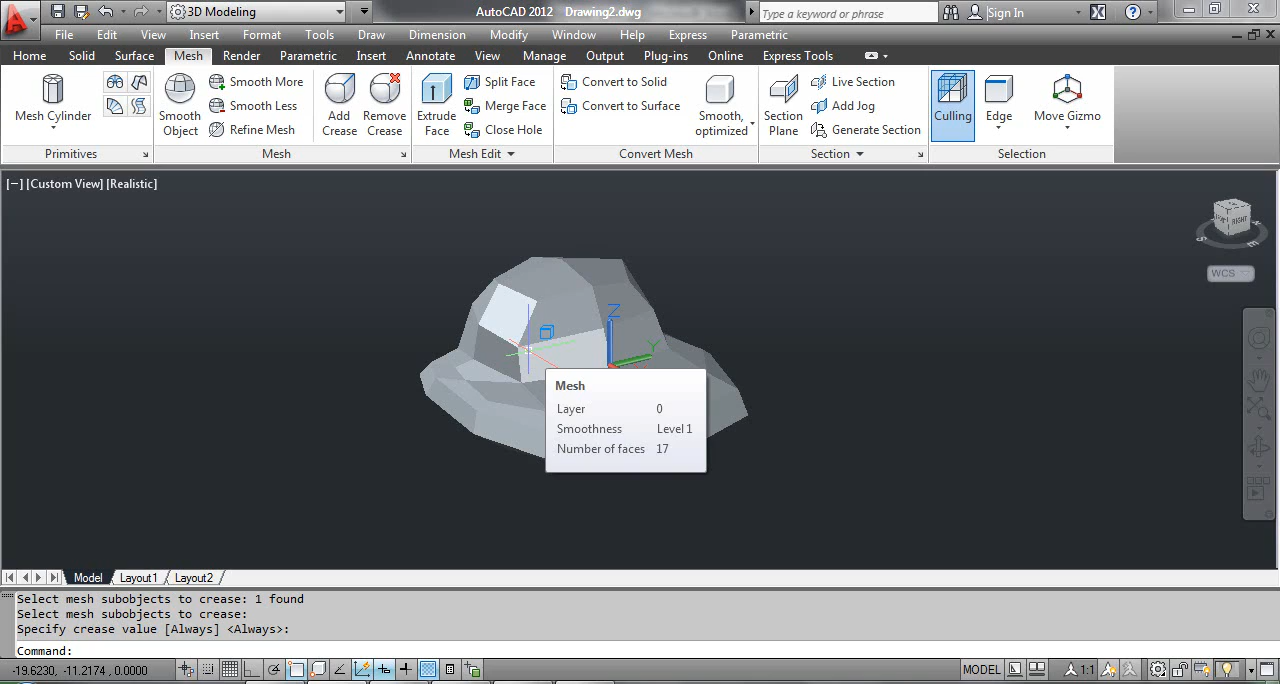 3D Modeling
AutoCAD 2012 Drawing2.dwg
Type a keyword or phrase
Sign In
File Edit View Insert Format Tools Draw Dimension Modify Window Help Express Parametric
Home Solid Surface Mesh Render Parametric Insert Annotate View Manage Output Plug-ins Online Express Tools
Mesh Cylinder
Smooth Object
Smooth More
Smooth Less
Refine Mesh
Add Crease
Remove Crease
Extrude Face
Split Face
Merge Face
Close Hole
Convert to Solid
Convert to Surface
Smooth, optimized
Section Plane
Live Section
Add Jog
Generate Section
Culling
Edge
Move Gizmo
Primitives Mesh Mesh Edit Convert Mesh Section Selection
[−] [Custom View] [Realistic]
RIGHT
S
E
WCS
Z
Y
Mesh
Layer 0
Smoothness Level 1
Number of faces 17
Model Layout1 Layout2
Select mesh subobjects to crease: 1 found
Select mesh subobjects to crease:
Specify crease value [Always] <Always>:
Command:
-19.6230, -11.2174 , 0.0000
MODEL
1:1